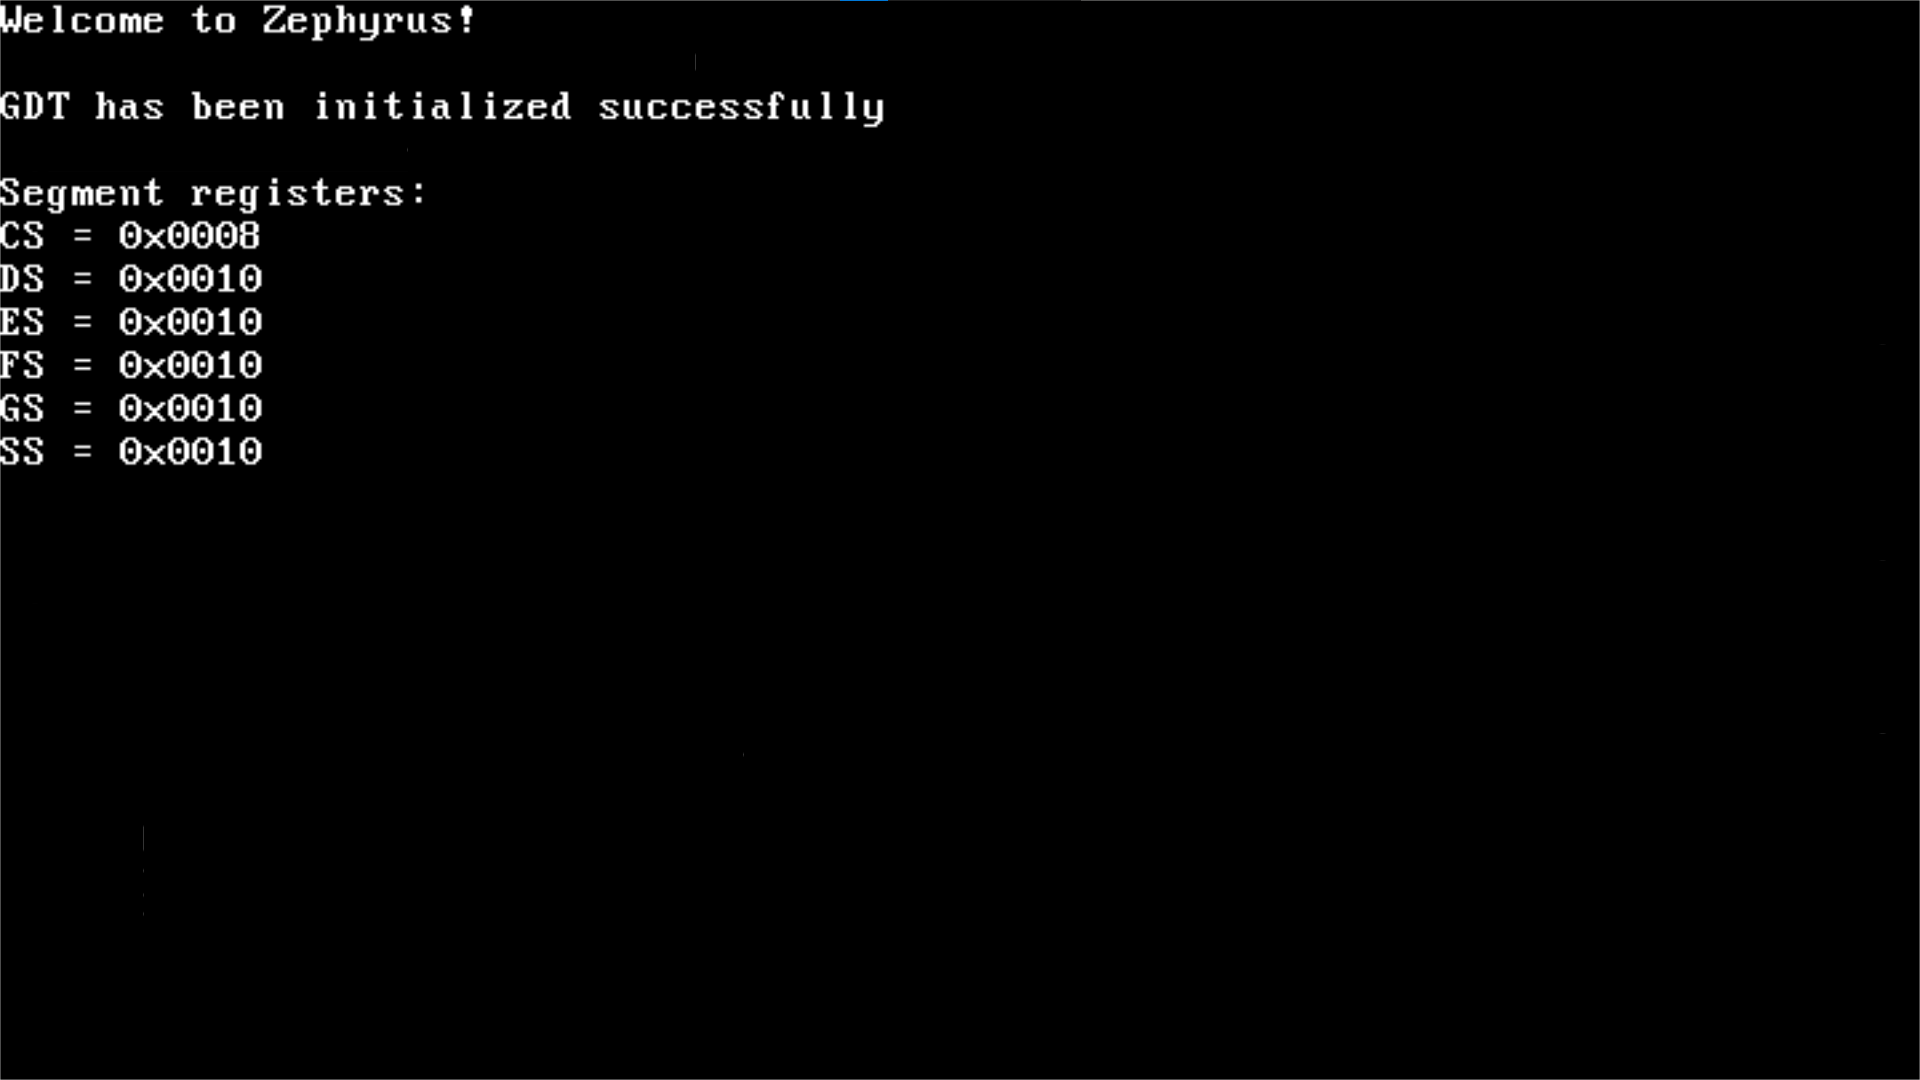 Welcome to Zephyrus!
GDT has been initialized successfully
Segment registers:
CS = 0x0008
DS = 0x0010
ES = 0x0010
FS = 0x0010
GS = 0x0010
SS = 0x0010